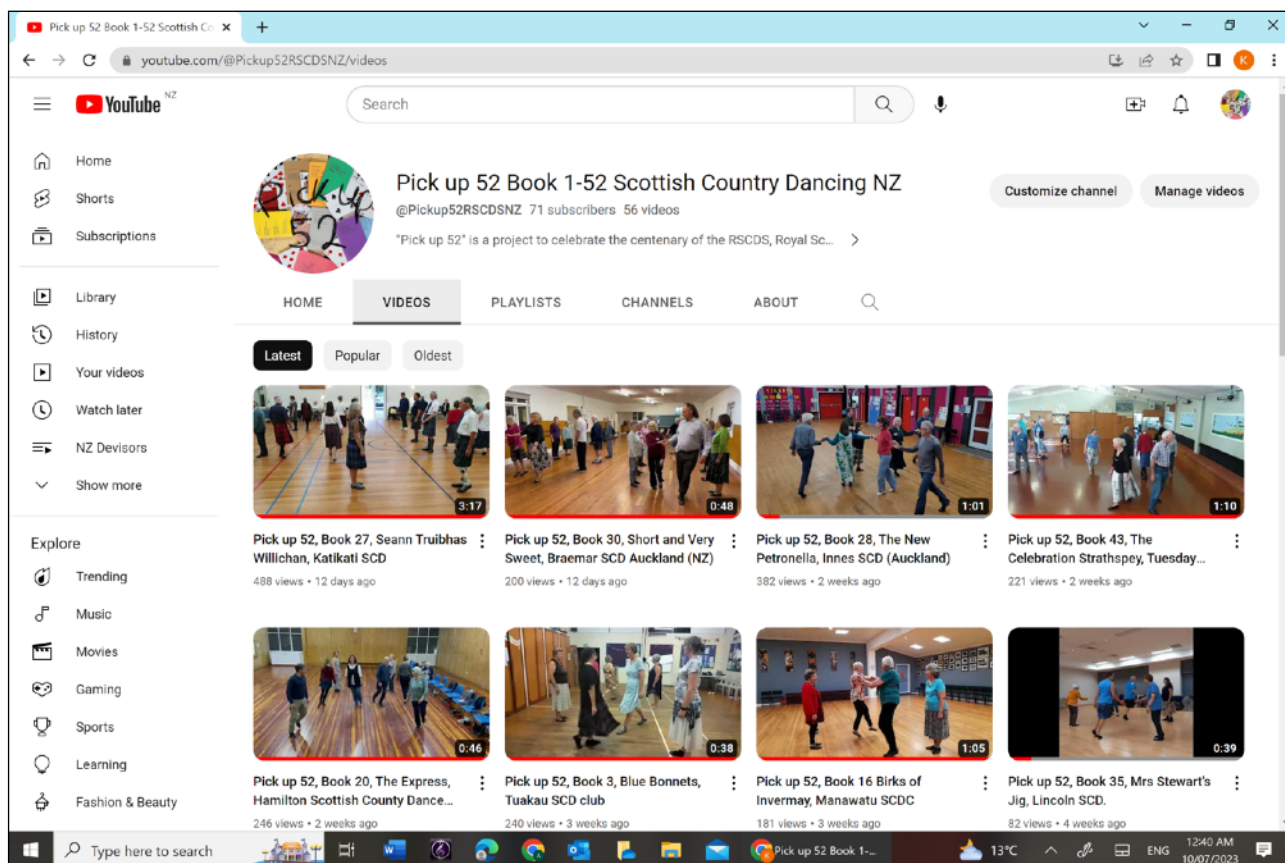 Pick up 52 Book 1-52 Scottish Co
youtube.com/@Pickup52RSCDSNZ/videos
K
YouTube NZ
Search
Home
Shorts
Subscriptions
Library
History
Your videos
Watch later
NZ Devisors
Show more
Explore
Trending
Music
Movies
Gaming
Sports
Learning
Fashion & Beauty
Pick up
52
Pick up 52 Book 1-52 Scottish Country Dancing NZ
@Pickup52RSCDSNZ 71 subscribers 56 videos
"Pick up 52" is a project to celebrate the centenary of the RSCDS, Royal Sc...
Customize channel
Manage videos
HOME VIDEOS PLAYLISTS CHANNELS ABOUT
Latest Popular Oldest
3:17
Pick up 52, Book 27, Seann Truibhas
Willichan, Katikati SCD
488 views • 12 days ago
0:48
Pick up 52, Book 30, Short and Very
Sweet, Braemar SCD Auckland (NZ)
200 views • 12 days ago
1:01
Pick up 52, Book 28, The New
Petronella, Innes SCD (Auckland)
382 views • 2 weeks ago
1:10
Pick up 52, Book 43, The
Celebration Strathspey, Tuesday...
221 views • 2 weeks ago
0:46
Pick up 52, Book 20, The Express,
Hamilton Scottish County Dance...
246 views • 2 weeks ago
0:38
Pick up 52, Book 3, Blue Bonnets,
Tuakau SCD club
240 views • 3 weeks ago
1:05
Pick up 52, Book 16 Birks of
Invermay, Manawatu SCDC
181 views • 3 weeks ago
0:39
Pick up 52, Book 35, Mrs Stewart's
Jig, Lincoln SCD.
82 views • 4 weeks ago
Type here to search
Pick up 52 Book 1-...
13°C
ENG
12:40 AM
10/07/2023